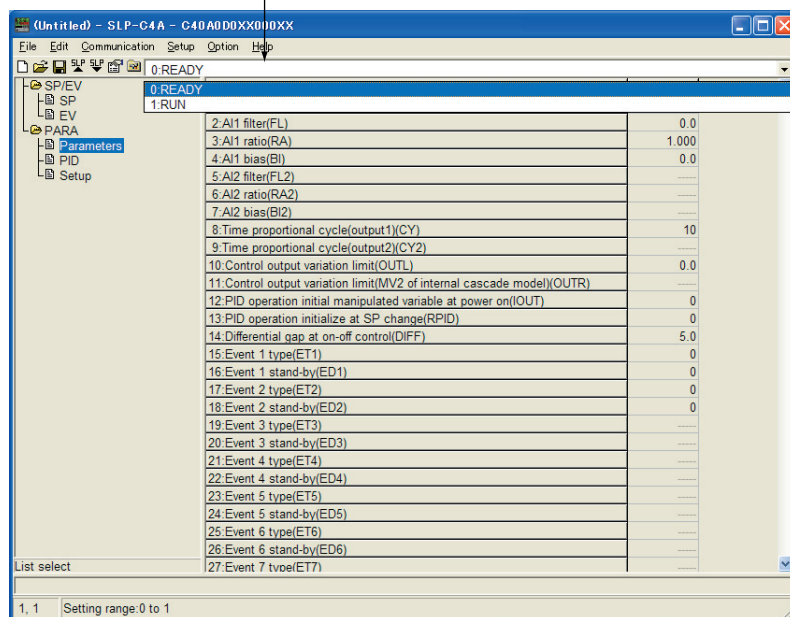 (Untitled) - SLP-C4A - C40A0D0XX000XX
File Edit Communication Setup Option Help
SLP SLP 0:READY
0:READY
1:RUN
SP/EV
SP
EV
PARA
Parameters
PID
Setup
2:AI1 filter(FL) 0.0
3:AI1 ratio(RA) 1.000
4:AI1 bias(BI) 0.0
5:AI2 filter(FL2) -----
6:AI2 ratio(RA2) -----
7:AI2 bias(BI2) -----
8:Time proportional cycle(output1)(CY) 10
9:Time proportional cycle(output2)(CY2) -----
10:Control output variation limit(OUTL) 0.0
11:Control output variation limit(MV2 of internal cascade model)(OUTR) -----
12:PID operation initial manipulated variable at power on(IOUT) 0
13:PID operation initialize at SP change(RPID) 0
14:Differential gap at on-off control(DIFF) 5.0
15:Event 1 type(ET1) 0
16:Event 1 stand-by(ED1) 0
17:Event 2 type(ET2) 0
18:Event 2 stand-by(ED2) 0
19:Event 3 type(ET3) -----
20:Event 3 stand-by(ED3) -----
21:Event 4 type(ET4) -----
22:Event 4 stand-by(ED4) -----
23:Event 5 type(ET5) -----
24:Event 5 stand-by(ED5) -----
25:Event 6 type(ET6) -----
26:Event 6 stand-by(ED6) -----
27:Event 7 type(ET7) -----
List select
1, 1 Setting range:0 to 1